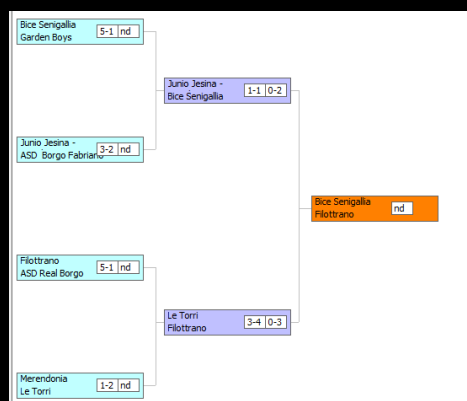 Bice Senigallia
Garden Boys
5-1 nd
Junio Jesina -
Bice Senigallia
1-1 0-2
Junio Jesina -
ASD Borgo Fabriano
3-2 nd
Bice Senigallia
Filottrano
nd
Filottrano
ASD Real Borgo
5-1 nd
Le Torri
Filottrano
3-4 0-3
Merendonia
Le Torri
1-2 nd